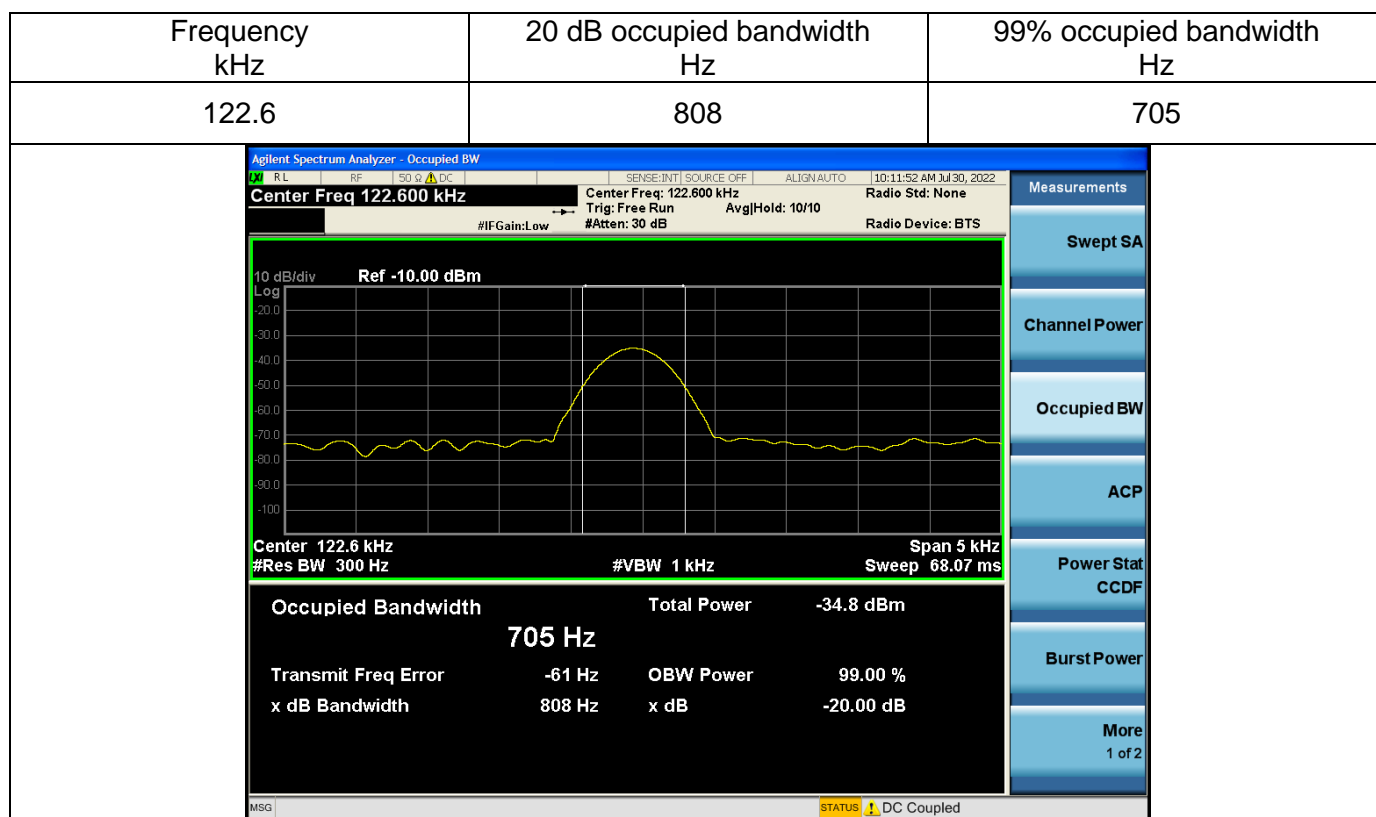 Frequency
kHz
20 dB occupied bandwidth
Hz
99% occupied bandwidth
Hz
122.6
808
705
Agilent Spectrum Analyzer - Occupied BW
LXI RL RF 50 Ω DC SENSE:INT SOURCE OFF ALIGN AUTO 10:11:52 AM Jul 30, 2022
Center Freq 122.600 kHz
Center Freq: 122.600 kHz
Radio Std: None
Trig: Free Run Avg|Hold: 10/10
#IFGain:Low
#Atten: 30 dB
Radio Device: BTS
10 dB/div Ref -10.00 dBm
Log
-20.0
-30.0
-40.0
-50.0
-60.0
-70.0
-80.0
-90.0
-100
Center 122.6 kHz
Span 5 kHz
#Res BW 300 Hz
#VBW 1 kHz
Sweep 68.07 ms
Occupied Bandwidth
Total Power -34.8 dBm
705 Hz
Transmit Freq Error -61 Hz
OBW Power 99.00 %
x dB Bandwidth 808 Hz
x dB -20.00 dB
Measurements
Swept SA
Channel Power
Occupied BW
ACP
Power Stat
CCDF
Burst Power
More
1 of 2
MSG
STATUS DC Coupled